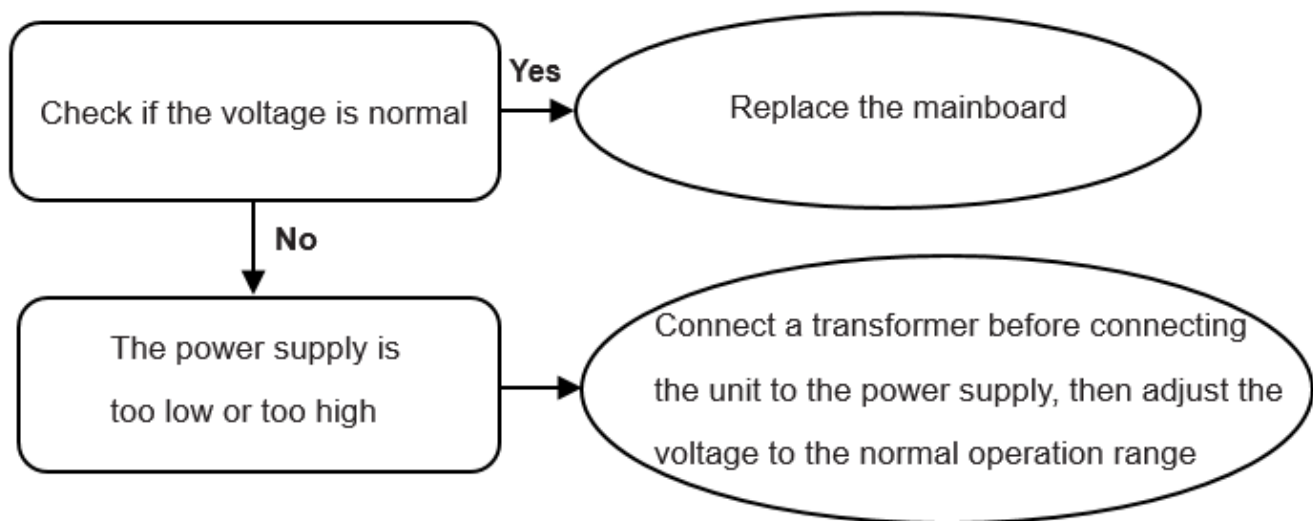 Check if the voltage is normal
Yes
Replace the mainboard
No
The power supply is
too low or too high
Connect a transformer before connecting
the unit to the power supply, then adjust the
voltage to the normal operation range